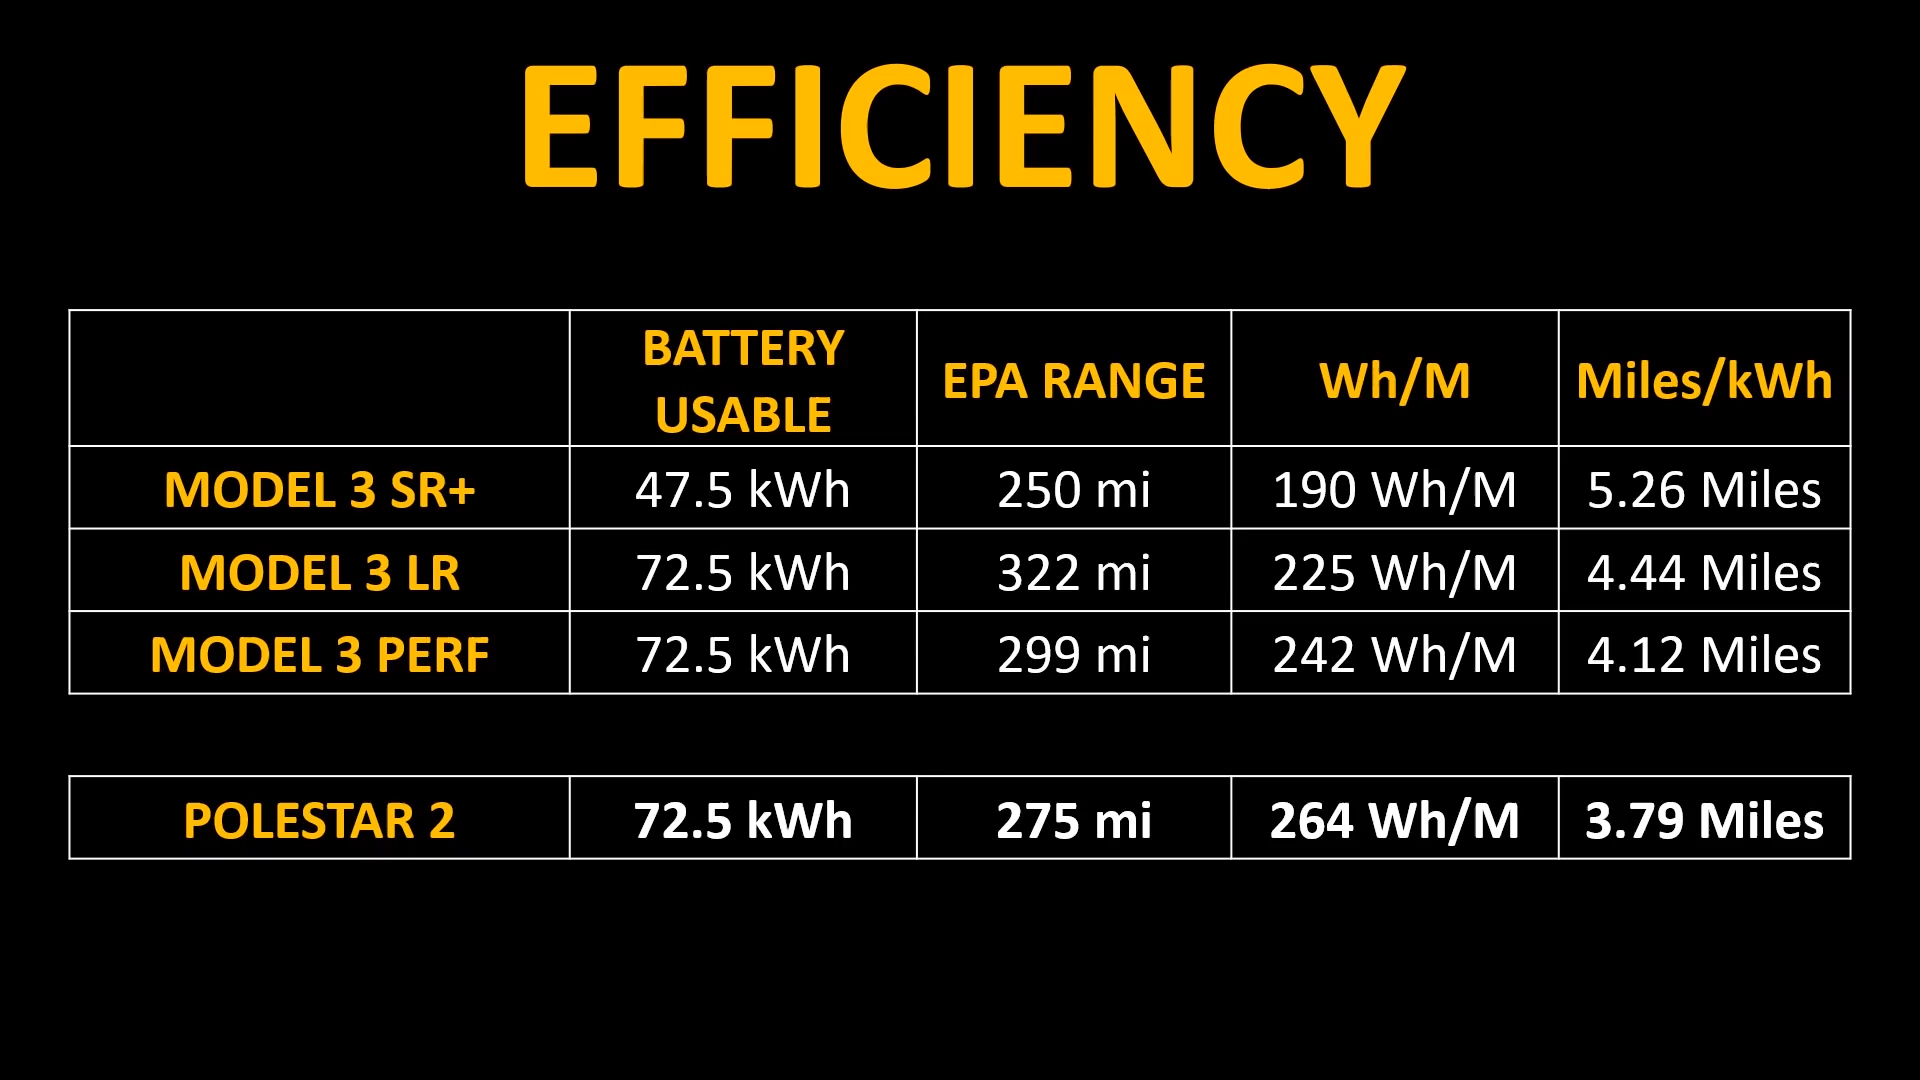 EFFICIENCY
BATTERY
USABLE
EPA RANGE
Wh/M
Miles/kWh
MODEL 3 SR+ 47.5 kWh 250 mi 190 Wh/M 5.26 Miles
MODEL 3 LR 72.5 kWh 322 mi 225 Wh/M 4.44 Miles
MODEL 3 PERF 72.5 kWh 299 mi 242 Wh/M 4.12 Miles
POLESTAR 2 72.5 kWh 275 mi 264 Wh/M 3.79 Miles